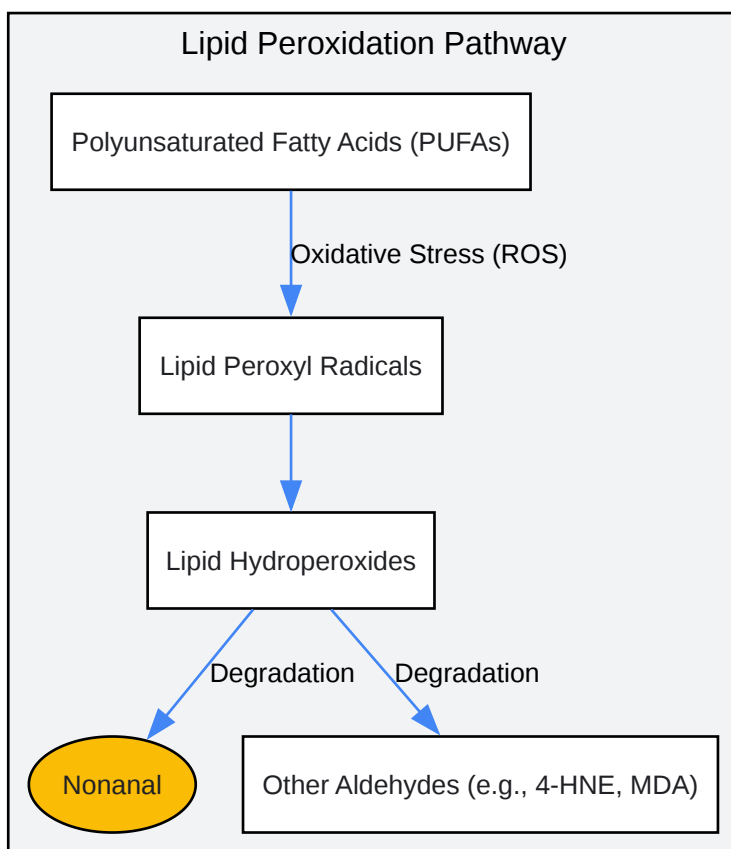 Lipid Peroxidation Pathway
Polyunsaturated Fatty Acids (PUFAs)
Oxidative Stress (ROS)
Lipid Peroxyl Radicals
Lipid Hydroperoxides
Degradation
Degradation
Nonanal
Other Aldehydes (e.g., 4-HNE, MDA)